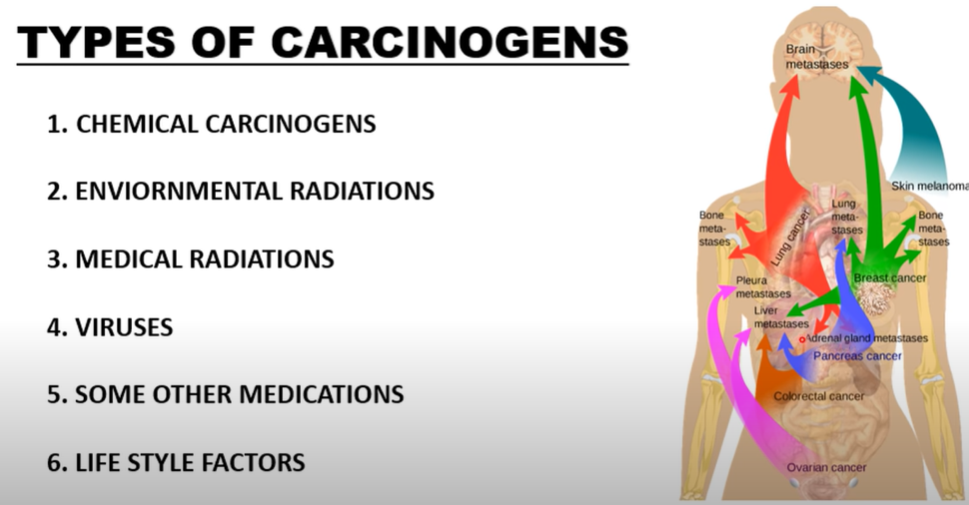 TYPES OF CARCINOGENS
1. CHEMICAL CARCINOGENS
2. ENVIORNMENTAL RADIATIONS
3. MEDICAL RADIATIONS
4. VIRUSES
5. SOME OTHER MEDICATIONS
6. LIFE STYLE FACTORS
Brain
metastases
Skin melanoma
Bone
meta-
stases
Lung cancer
Lung
meta-
stases
Bone
meta-
stases
Breast cancer
Pleura
metastases
Liver
metastases
Adrenal gland metastases
Pancreas cancer
Colorectal cancer
Ovarian cancer